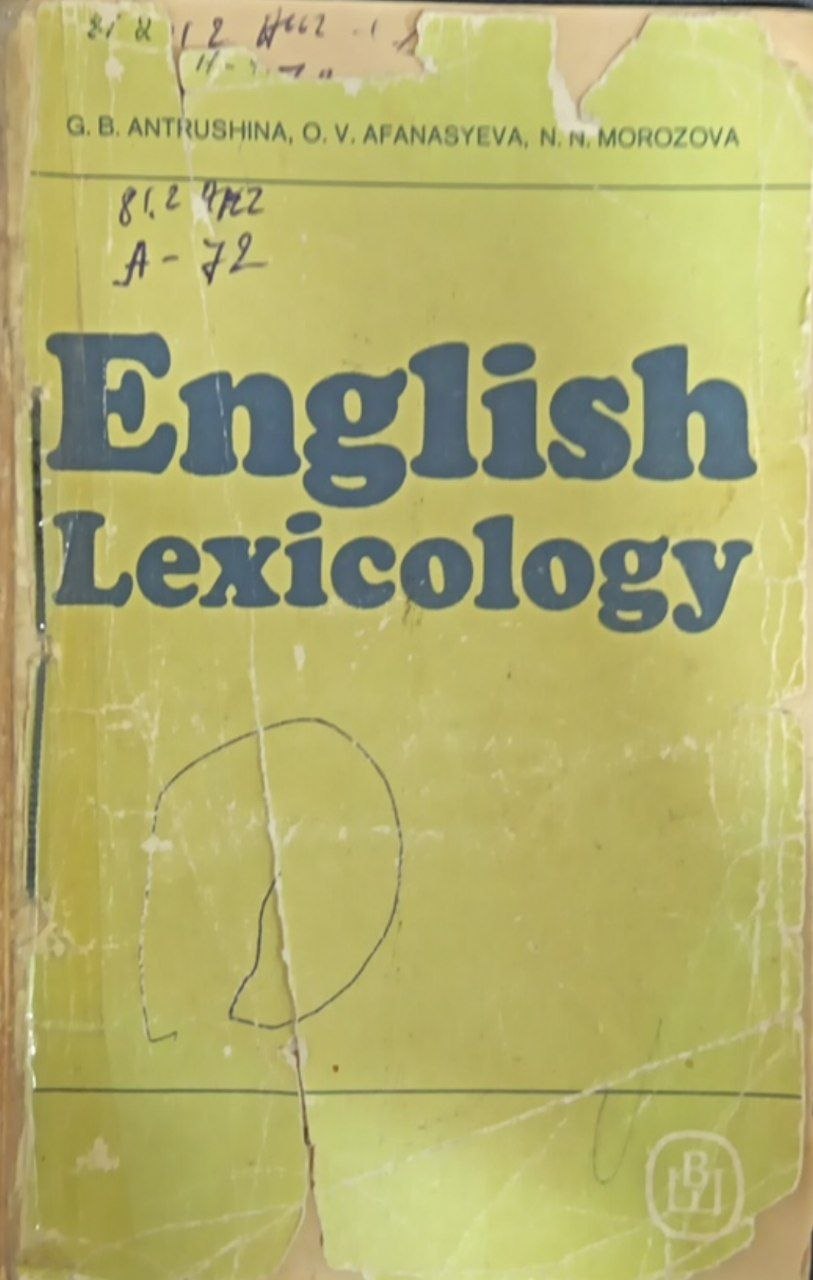 G. B. ANTRUSHINA, O. V. AFANASYEVA, N. N. MOROZOVA
81.2
A-72
English
Lexicology